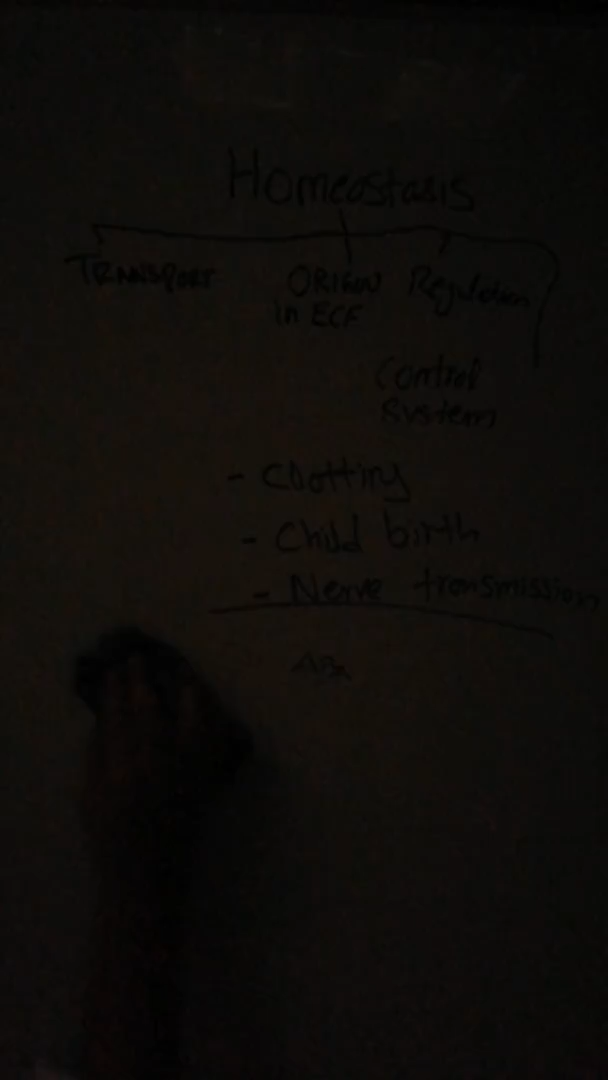 Homeostasis
TRANSPORT
ORIGIN Regulation
in ECF
Control
System
- Clotting
- Child birth
- Nerve transmission